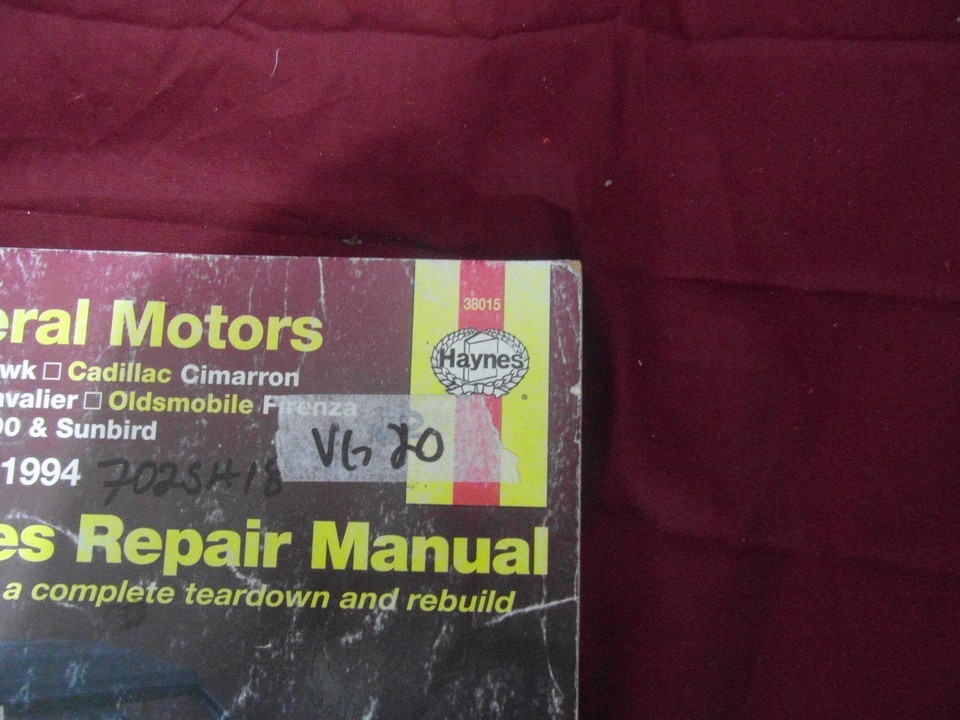 eral Motors
38015
Haynes
wk □ Cadillac Cimarron
avalier □ Oldsmobile Firenza
00 & Sunbird
VG 20
1994 702SH18
es Repair Manual
a complete teardown and rebuild